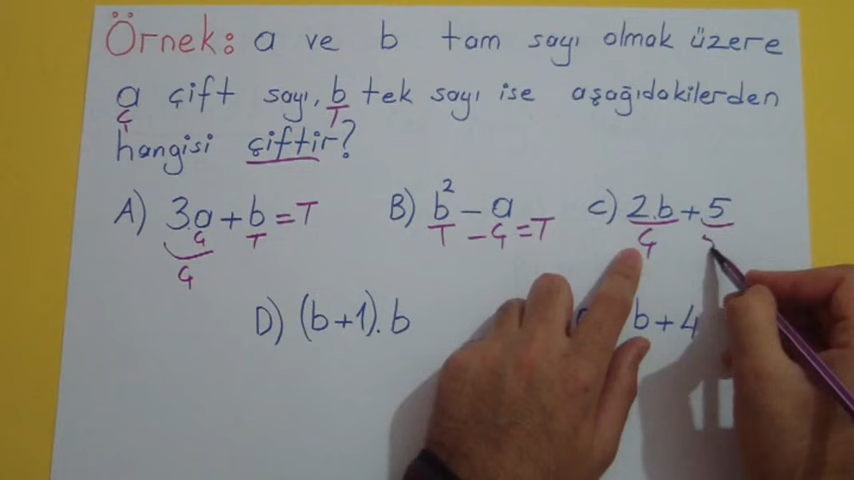 Örnek: a ve b tam sayı olmak üzere
a çift sayı, b tek sayı ise aşağıdakilerden
Ç T
hangisi çiftir?
A) 3.a + b = T B) b² - a C) 2.b + 5
Ç T T - Ç = T Ç
Ç
D) (b+1).b b + 4